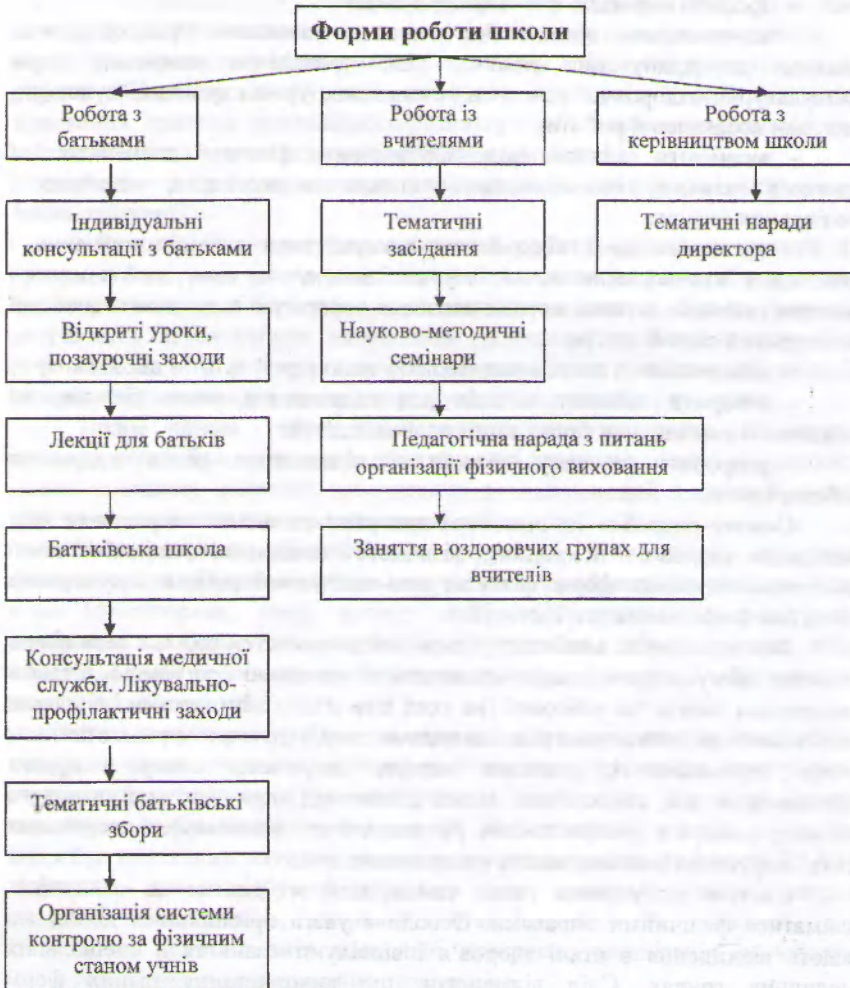 Форми роботи школи
Робота з
батьками
Робота із
вчителями
Робота з
керівництвом школи
Індивідуальні
консультації з батьками
Тематичні
засідання
Тематичні наради
директора
Відкриті уроки,
позаурочні заходи
Науково-методичні
семінари
Лекції для батьків
Педагогічна нарада з питань
організації фізичного виховання
Батьківська школа
Заняття в оздоровчих групах для
вчителів
Консультація медичної
служби. Лікувально-
профілактичні заходи
Тематичні батьківські
збори
Організація системи
контролю за фізичним
станом учнів